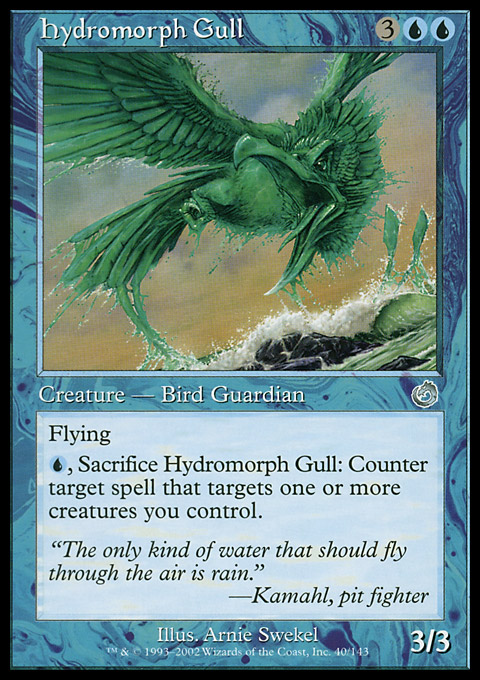 Hydromorph Gull 3
Creature — Bird Guardian
Flying
, Sacrifice Hydromorph Gull: Counter
target spell that targets one or more
creatures you control.
“The only kind of water that should fly
through the air is rain.”
—Kamahl, pit fighter
Illus. Arnie Swekel
3/3
™ & © 1993–2002 Wizards of the Coast, Inc. 40/143